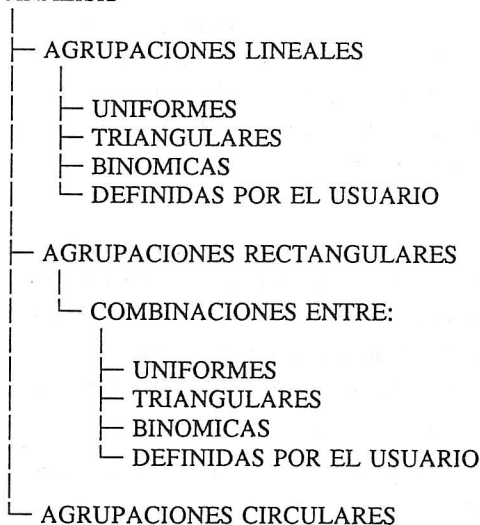 AGRUPACIONES LINEALES
UNIFORMES
TRIANGULARES
BINOMICAS
DEFINIDAS POR EL USUARIO
AGRUPACIONES RECTANGULARES
COMBINACIONES ENTRE:
UNIFORMES
TRIANGULARES
BINOMICAS
DEFINIDAS POR EL USUARIO
AGRUPACIONES CIRCULARES